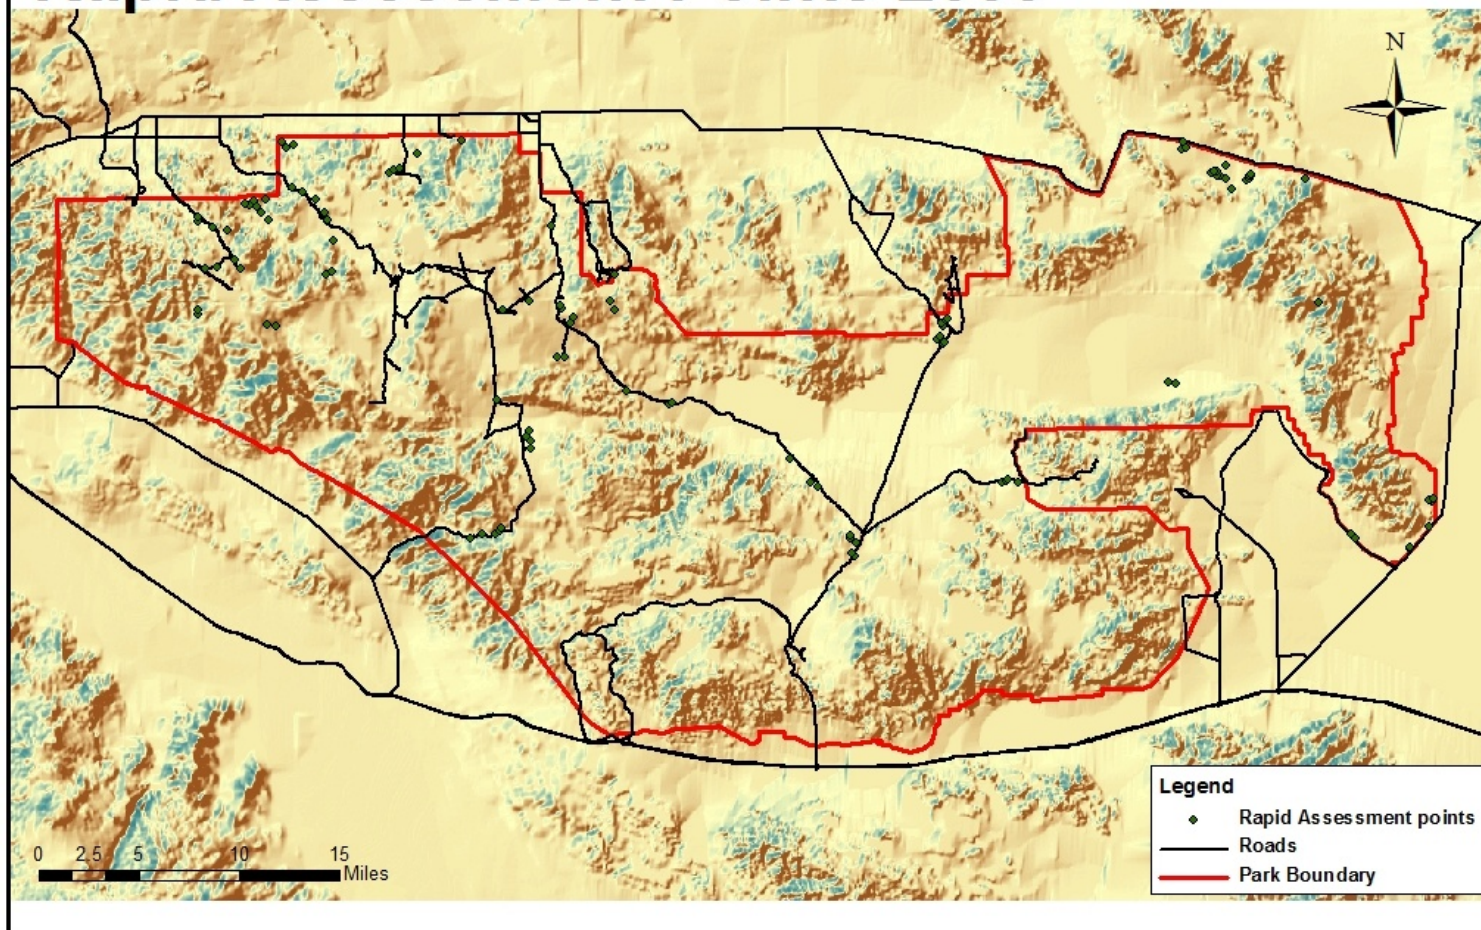 N
Legend
Rapid Assessment points
Roads
Park Boundary
0 2.5 5 10 15
Miles